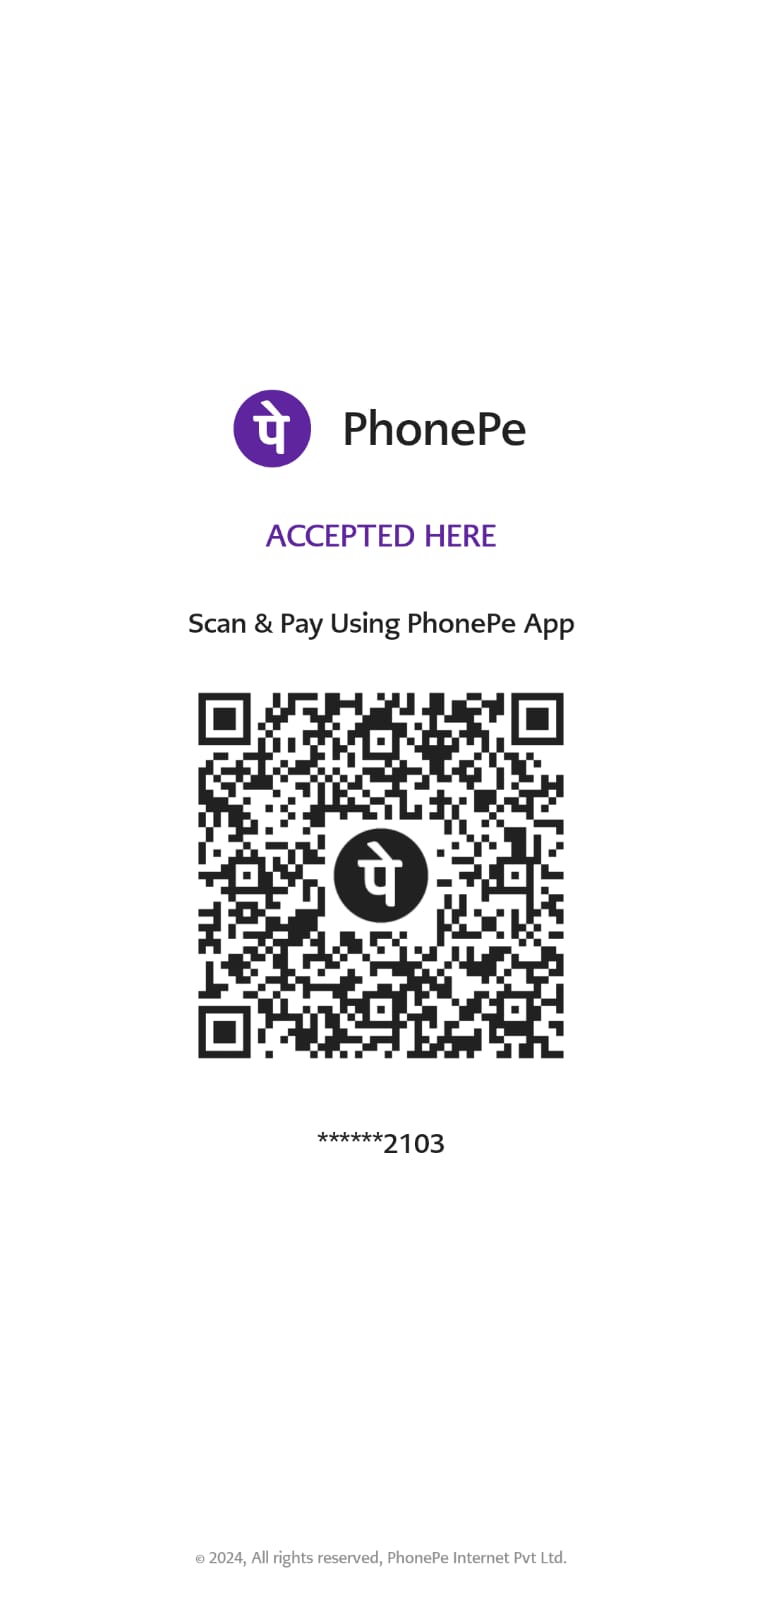 पे PhonePe
ACCEPTED HERE
Scan & Pay Using PhonePe App
पे
******2103
© 2024, All rights reserved, PhonePe Internet Pvt Ltd.